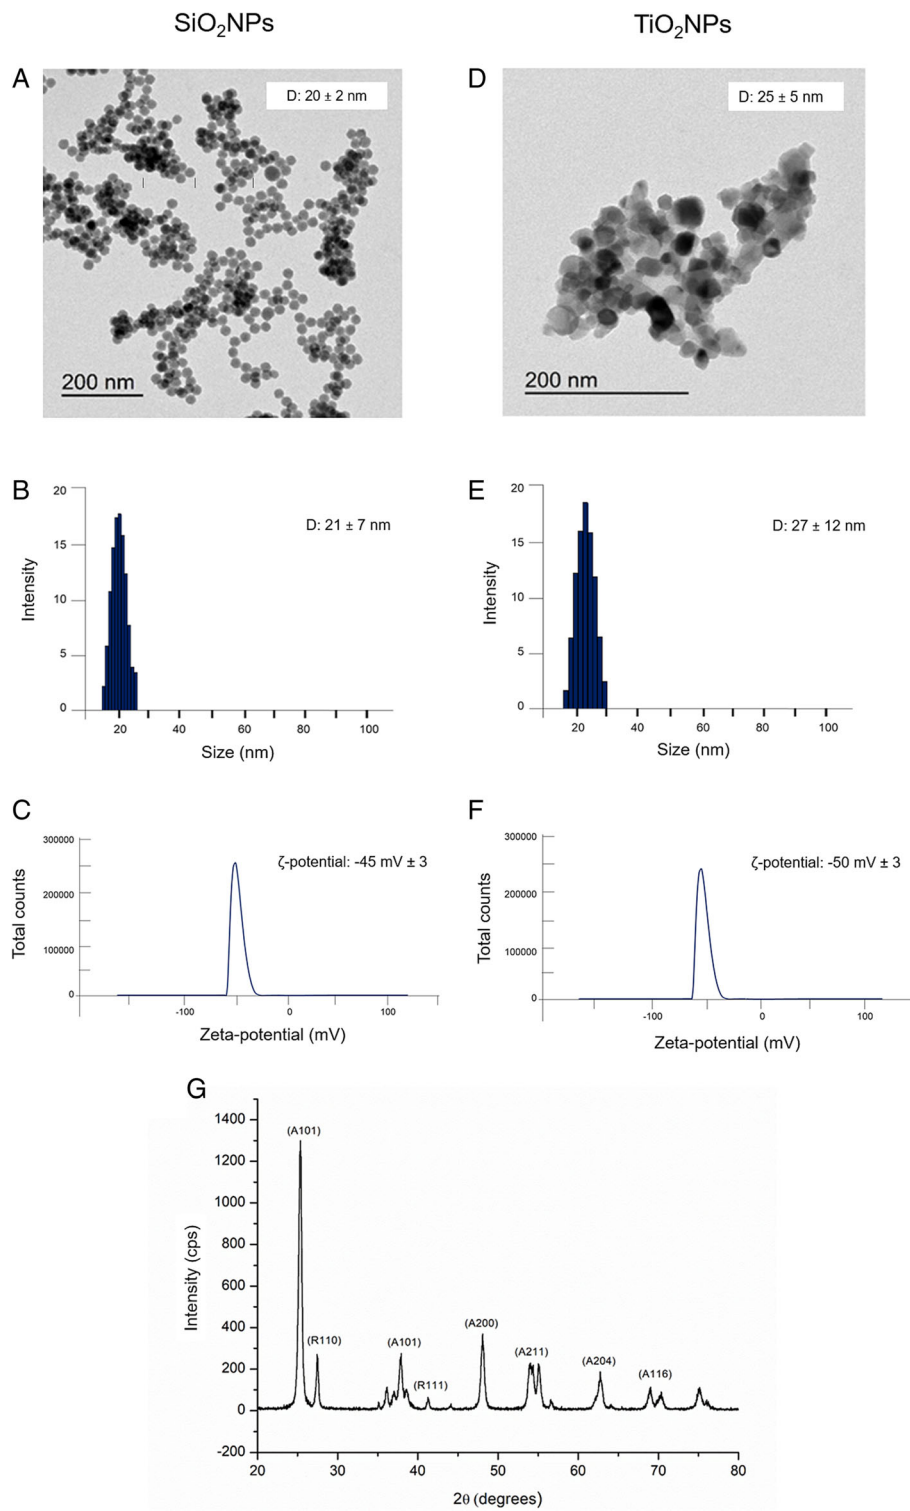 SiO₂NPs
TiO₂NPs
A
D: 20 ± 2 nm
200 nm
D
D: 25 ± 5 nm
200 nm
B
20
15
10
5
0
Intensity
D: 21 ± 7 nm
20 40 60 80 100
Size (nm)
E
20
15
10
5
0
Intensity
D: 27 ± 12 nm
20 40 60 80 100
Size (nm)
C
300000
200000
100000
0
Total counts
ζ-potential: -45 mV ± 3
-100 0 100
Zeta-potential (mV)
F
300000
200000
100000
0
Total counts
ζ-potential: -50 mV ± 3
-100 0 100
Zeta-potential (mV)
G
1400
1200
1000
800
600
400
200
0
-200
Intensity (cps)
(A101)
(R110)
(A101)
(R111)
(A200)
(A211)
(A204)
(A116)
20 30 40 50 60 70 80
2θ (degrees)